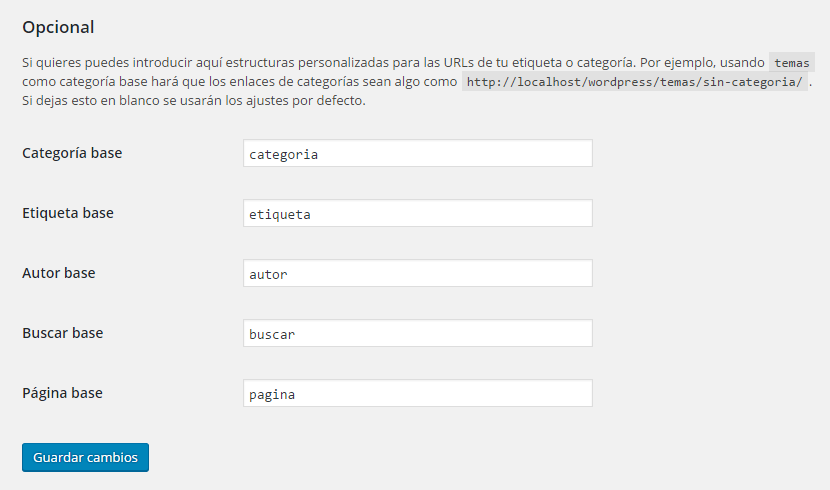 Opcional
Si quieres puedes introducir aquí estructuras personalizadas para las URLs de tu etiqueta o categoría. Por ejemplo, usando temas
como categoría base hará que los enlaces de categorías sean algo como http://localhost/wordpress/temas/sin-categoria/ .
Si dejas esto en blanco se usarán los ajustes por defecto.
Categoría base categoria
Etiqueta base etiqueta
Autor base autor
Buscar base buscar
Página base pagina
Guardar cambios